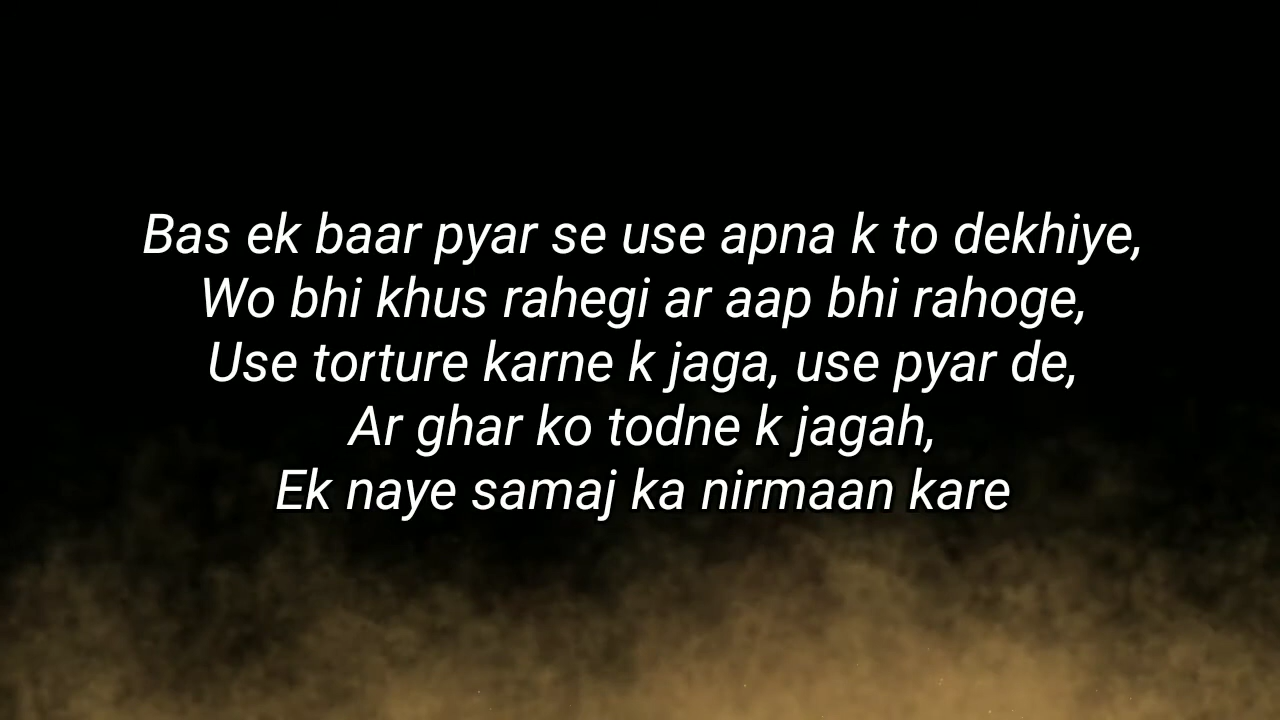 Bas ek baar pyar se use apna k to dekhiye,
Wo bhi khus rahegi ar aap bhi rahoge,
Use torture karne k jaga, use pyar de,
Ar ghar ko todne k jagah,
Ek naye samaj ka nirmaan kare